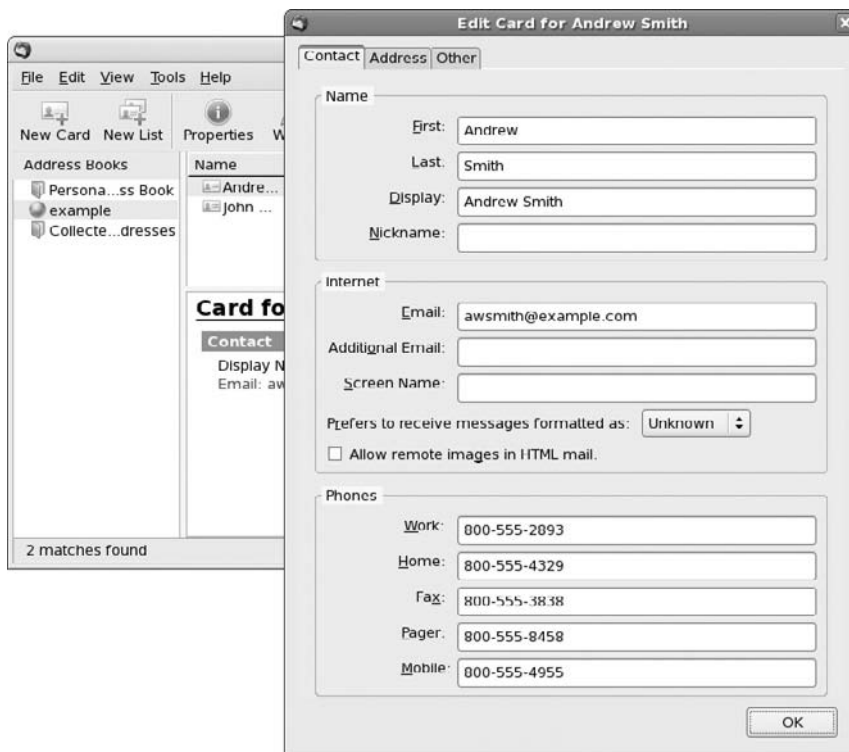 File Edit View Tools Help
New Card New List Properties
Address Books
Persona...ss Book
example
Collecte...dresses
Name
Andre...
John ...
Card fo
Contact
Display N
Email: aw
2 matches found
Edit Card for Andrew Smith
Contact Address Other
Name
First: Andrew
Last: Smith
Display: Andrew Smith
Nickname:
Internet
Email: awsmith@example.com
Additional Email:
Screen Name:
Prefers to receive messages formatted as: Unknown
Allow remote images in HTML mail.
Phones
Work: 800-555-2893
Home: 800-555-4329
Fax: 800-555-3838
Pager: 800-555-8458
Mobile: 800-555-4955
OK